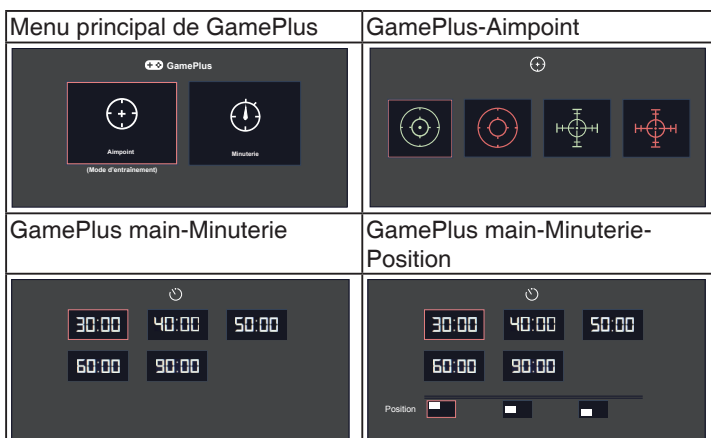 Menu principal de GamePlus
GamePlus-Aimpoint
GamePlus
Aimpoint
Minuterie
(Mode d'entraînement)
GamePlus main-Minuterie
GamePlus main-Minuterie-
Position
30:00 40:00 50:00
60:00 90:00
30:00 40:00 50:00
60:00 90:00
Position